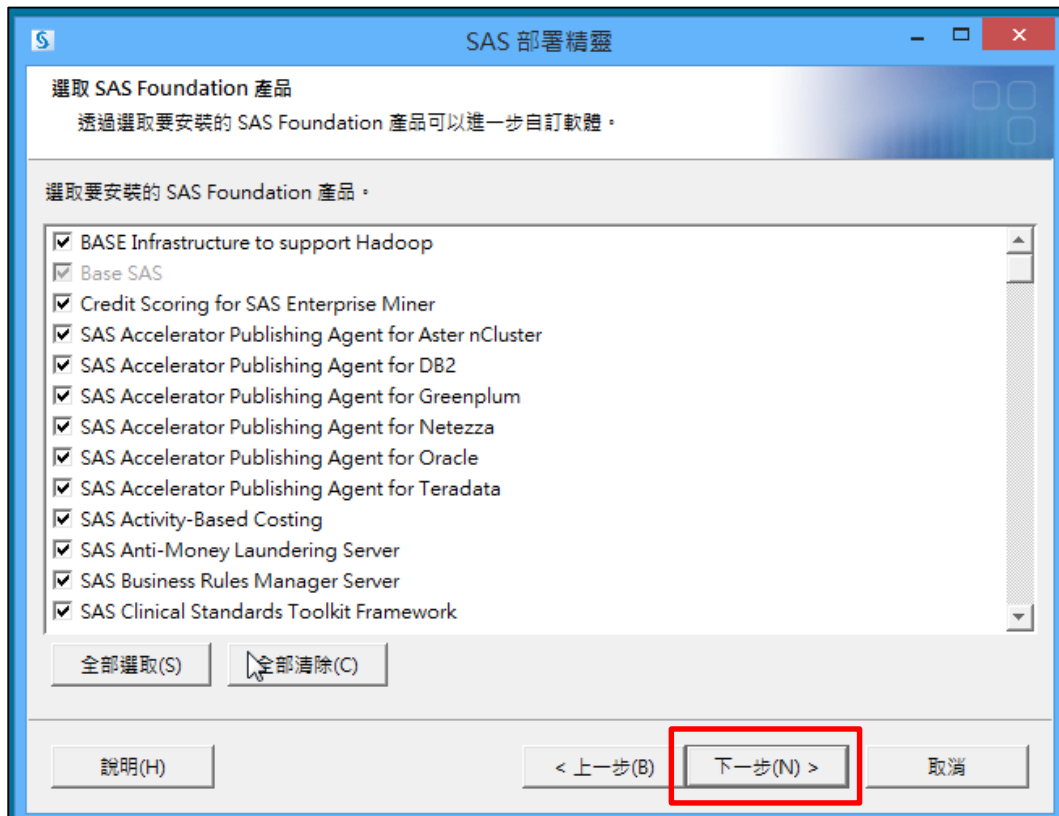 SAS 部署精靈
選取 SAS Foundation 產品
透過選取要安裝的 SAS Foundation 產品可以進一步自訂軟體。
選取要安裝的 SAS Foundation 產品。
BASE Infrastructure to support Hadoop
Base SAS
Credit Scoring for SAS Enterprise Miner
SAS Accelerator Publishing Agent for Aster nCluster
SAS Accelerator Publishing Agent for DB2
SAS Accelerator Publishing Agent for Greenplum
SAS Accelerator Publishing Agent for Netezza
SAS Accelerator Publishing Agent for Oracle
SAS Accelerator Publishing Agent for Teradata
SAS Activity-Based Costing
SAS Anti-Money Laundering Server
SAS Business Rules Manager Server
SAS Clinical Standards Toolkit Framework
全部選取(S) 全部清除(C)
說明(H) < 上一步(B) 下一步(N) > 取消